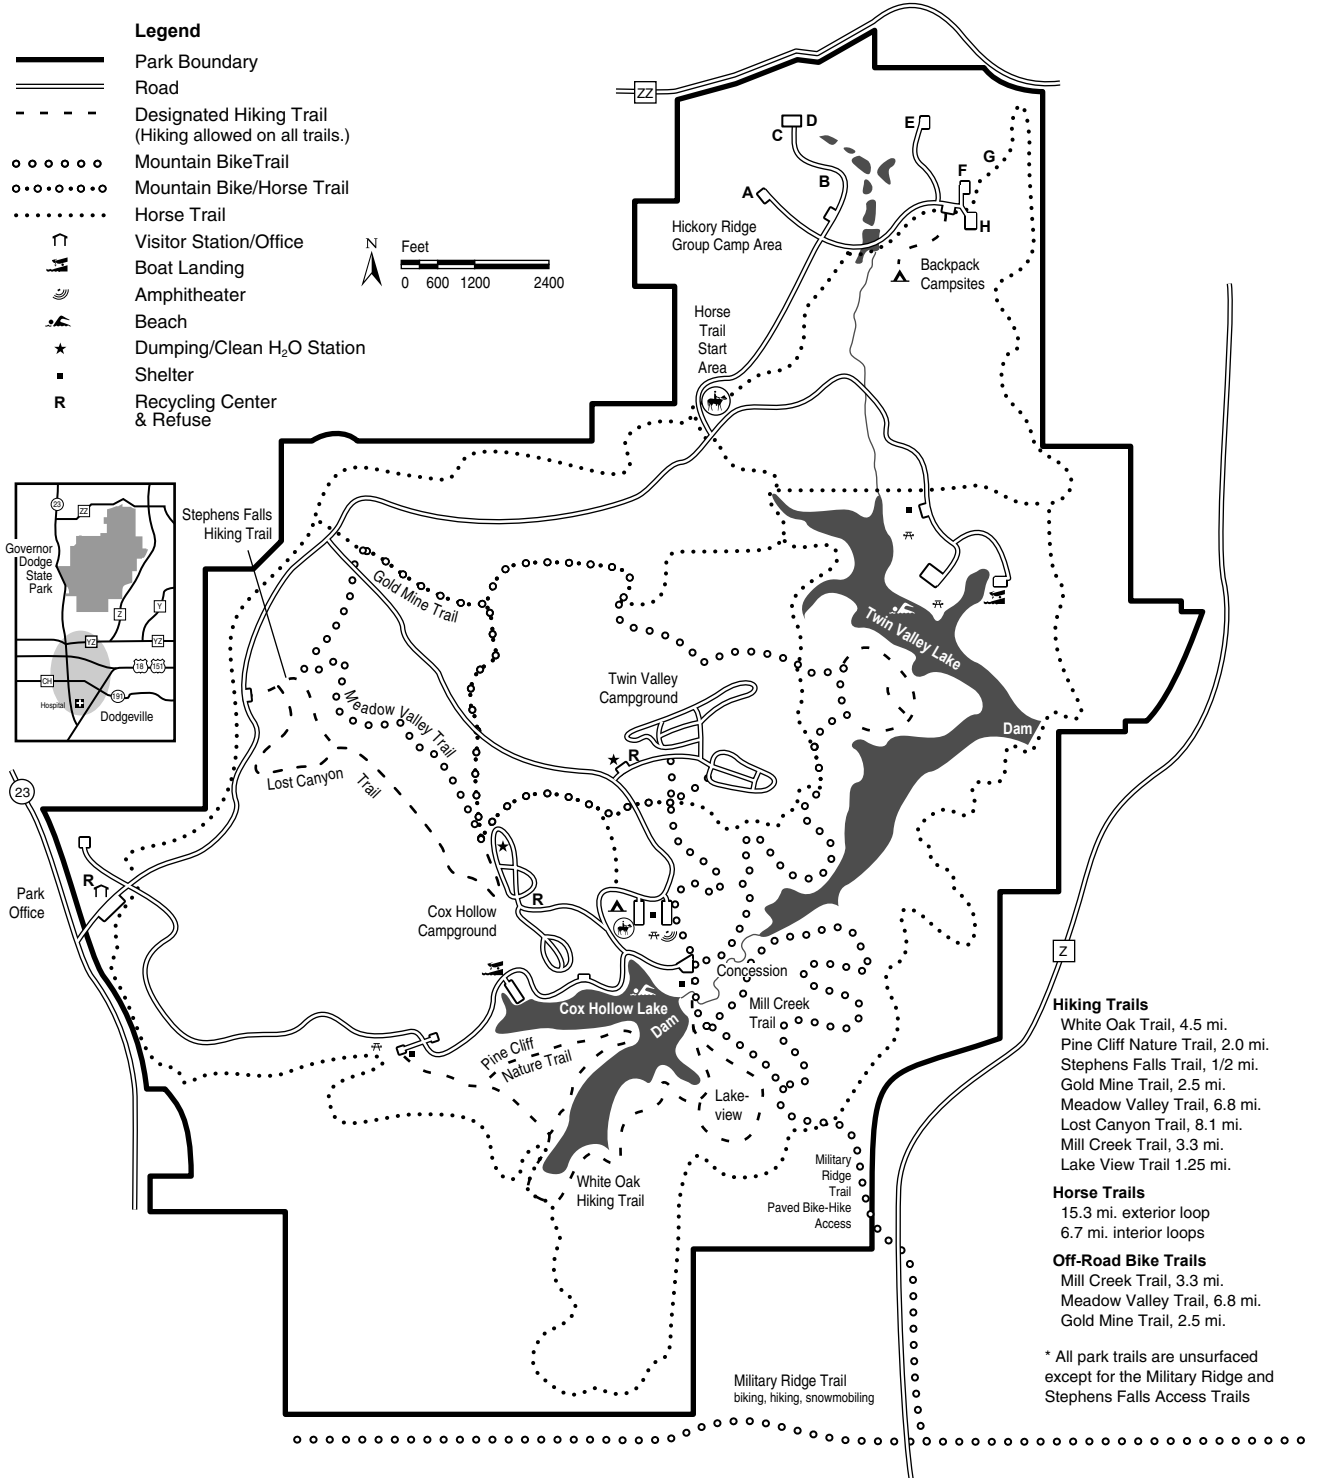 Legend
Park Boundary
Road
Designated Hiking Trail
(Hiking allowed on all trails.)
Mountain BikeTrail
Mountain Bike/Horse Trail
Horse Trail
Visitor Station/Office
Boat Landing
Amphitheater
Beach
Dumping/Clean H2O Station
Shelter
R Recycling Center
& Refuse
N
Feet
0 600 1200 2400
ZZ
C D
E
G
F
B
A
H
Hickory Ridge
Group Camp Area
Backpack
Campsites
Horse
Trail
Start
Area
Stephens Falls
Hiking Trail
23
ZZ
Governor
Dodge
State
Park
Z
Y
YZ
YZ
18
151
CH
191
Hospital
Dodgeville
Gold Mine Trail
Twin Valley Lake
Twin Valley
Campground
Meadow Valley Trail
Dam
R
Lost Canyon
Trail
23
R
Park
Office
R
Cox Hollow
Campground
Z
Concession
Cox Hollow Lake
Dam
Mill Creek
Trail
Pine Cliff
Nature Trail
Lake-
view
White Oak
Hiking Trail
Military
Ridge
Trail
Paved Bike-Hike
Access
Hiking Trails
White Oak Trail, 4.5 mi.
Pine Cliff Nature Trail, 2.0 mi.
Stephens Falls Trail, 1/2 mi.
Gold Mine Trail, 2.5 mi.
Meadow Valley Trail, 6.8 mi.
Lost Canyon Trail, 8.1 mi.
Mill Creek Trail, 3.3 mi.
Lake View Trail 1.25 mi.
Horse Trails
15.3 mi. exterior loop
6.7 mi. interior loops
Off-Road Bike Trails
Mill Creek Trail, 3.3 mi.
Meadow Valley Trail, 6.8 mi.
Gold Mine Trail, 2.5 mi.
* All park trails are unsurfaced
except for the Military Ridge and
Stephens Falls Access Trails
Military Ridge Trail
biking, hiking, snowmobiling